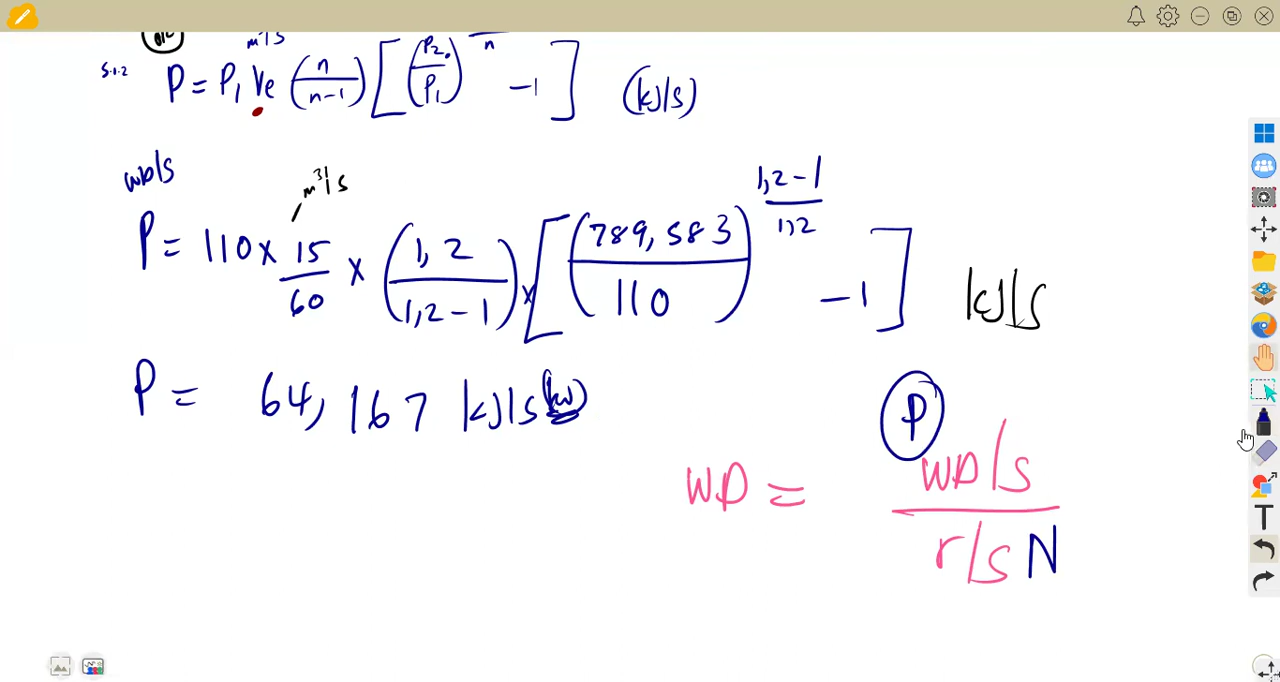 m³/s
5.1.2 P = P₁ Ve (n/(n-1)) [(P₂/P₁) /n -1] (kJ/s)
wD/s
m³/s
P = 110 × 15/60 × (1,2/(1,2-1)) × [(789,583/110)^((1,2-1)/1,2) -1] kJ/s
P = 64,167 kJ/s (kw)
P
WD = WD/s / r/s N
T